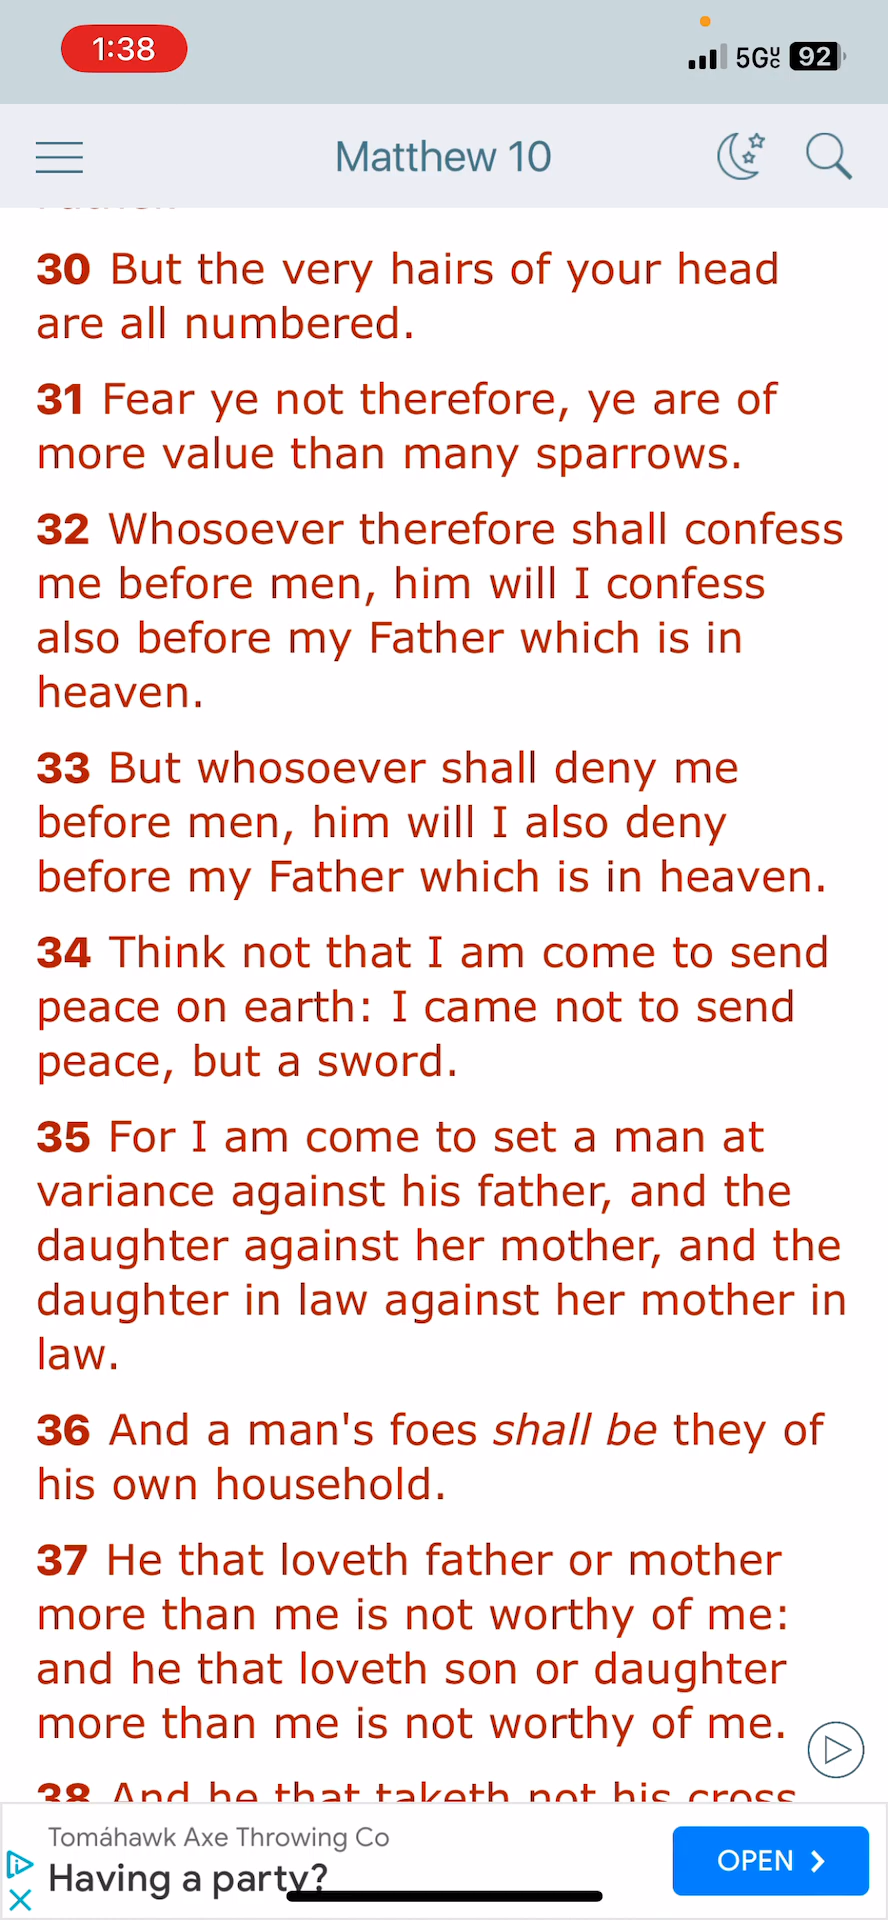 1:38
5G 92
Matthew 10
30 But the very hairs of your head
are all numbered.
31 Fear ye not therefore, ye are of
more value than many sparrows.
32 Whosoever therefore shall confess
me before men, him will I confess
also before my Father which is in
heaven.
33 But whosoever shall deny me
before men, him will I also deny
before my Father which is in heaven.
34 Think not that I am come to send
peace on earth: I came not to send
peace, but a sword.
35 For I am come to set a man at
variance against his father, and the
daughter against her mother, and the
daughter in law against her mother in
law.
36 And a man's foes shall be they of
his own household.
37 He that loveth father or mother
more than me is not worthy of me:
and he that loveth son or daughter
more than me is not worthy of me.
38 And he that taketh not his cross
Tomáhawk Axe Throwing Co
Having a party?
OPEN